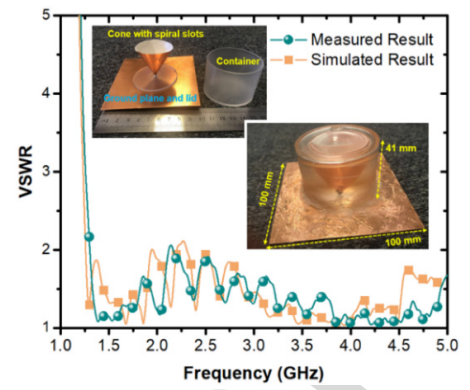 5
4
3
2
1
VSWR
1.0 1.5 2.0 2.5 3.0 3.5 4.0 4.5 5.0
Frequency (GHz)
Measured Result
Simulated Result
Cone with spiral slots
Container
Ground plane and lid
41 mm
100 mm
100 mm